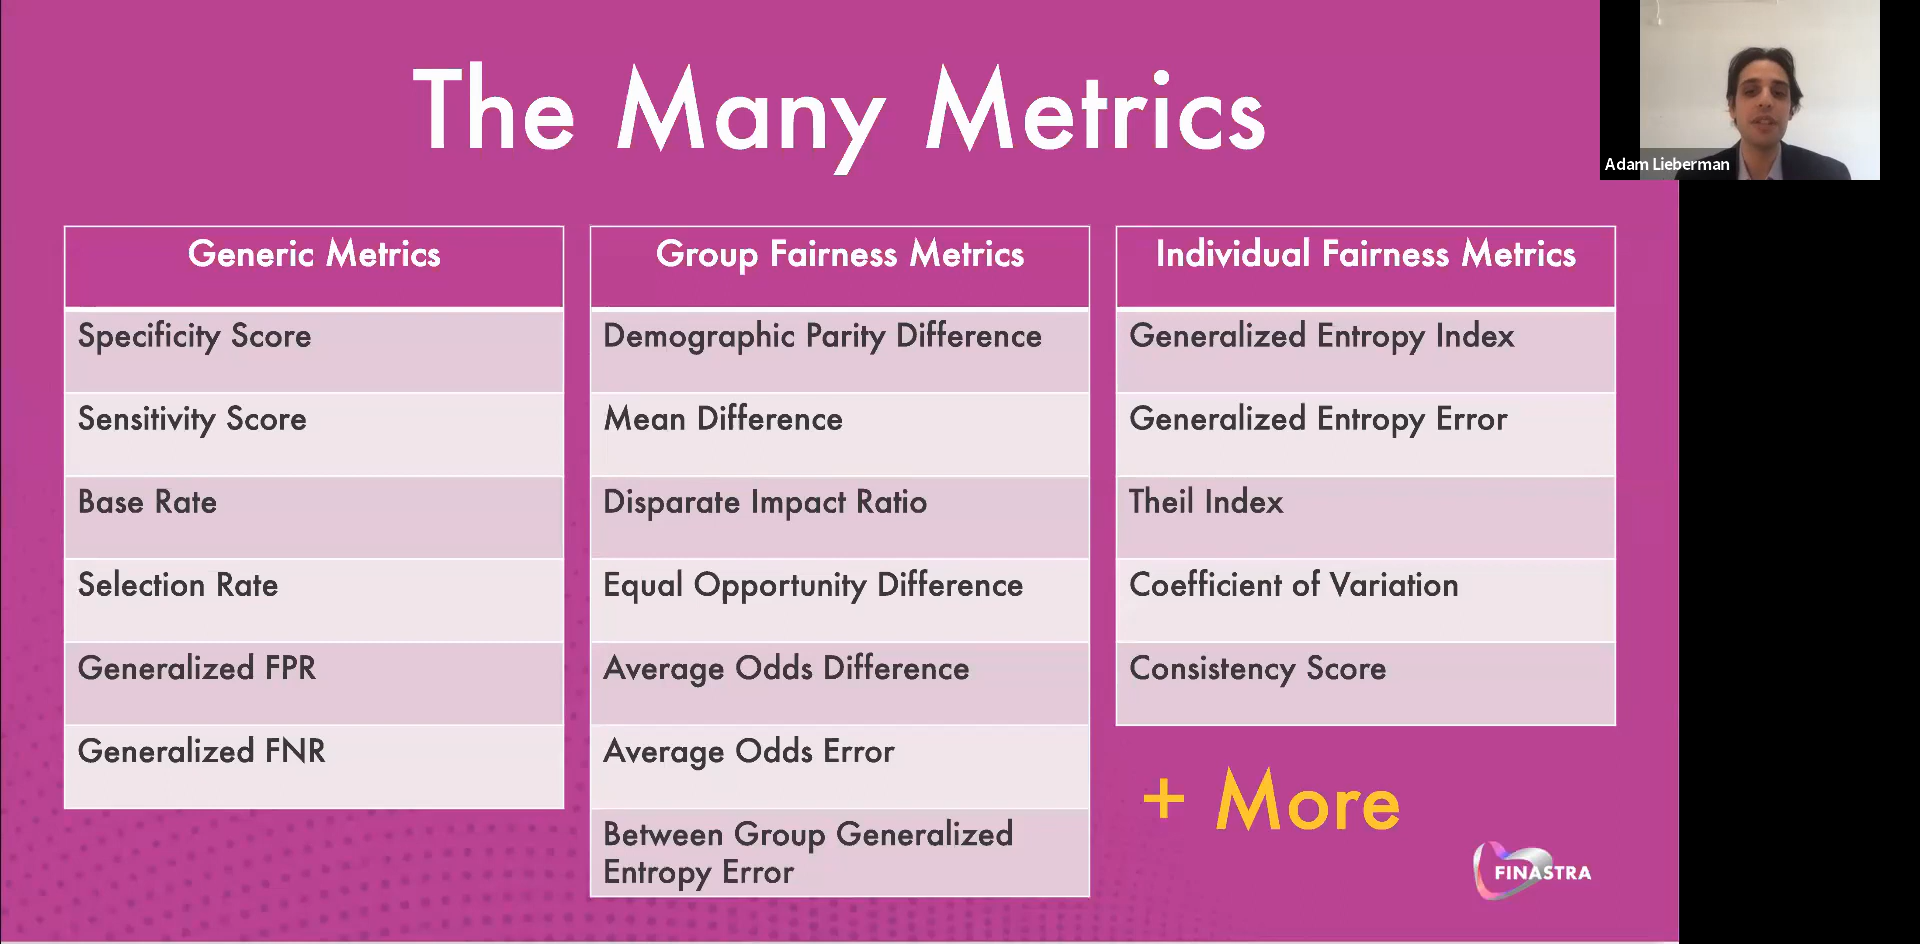 The Many Metrics
Adam Lieberman
Generic Metrics
Specificity Score
Sensitivity Score
Base Rate
Selection Rate
Generalized FPR
Generalized FNR
Group Fairness Metrics
Demographic Parity Difference
Mean Difference
Disparate Impact Ratio
Equal Opportunity Difference
Average Odds Difference
Average Odds Error
Between Group Generalized
Entropy Error
Individual Fairness Metrics
Generalized Entropy Index
Generalized Entropy Error
Theil Index
Coefficient of Variation
Consistency Score
+ More
FINASTRA